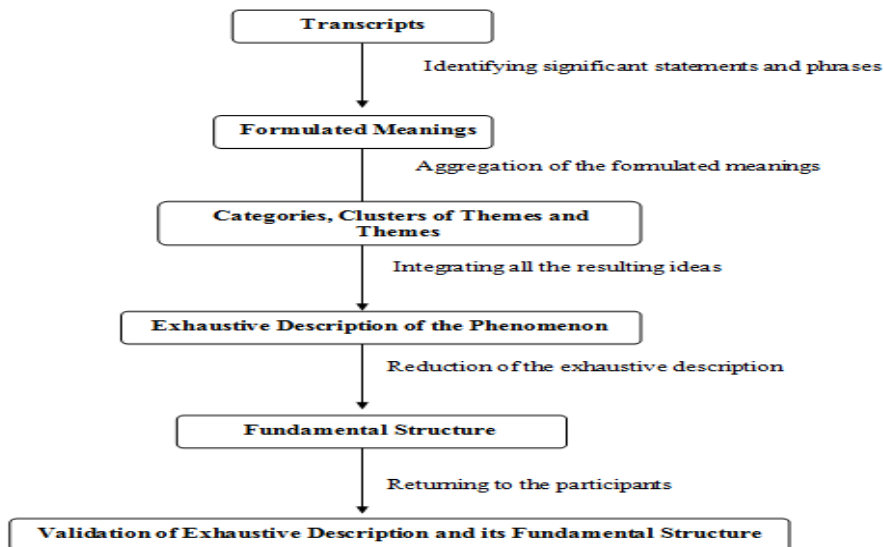 Transcripts
Identifying significant statements and phrases
Formulated Meanings
Aggregation of the formulated meanings
Categories, Clusters of Themes and
Themes
Integrating all the resulting ideas
Exhaustive Description of the Phenomenon
Reduction of the exhaustive description
Fundamental Structure
Returning to the participants
Validation of Exhaustive Description and its Fundamental Structure